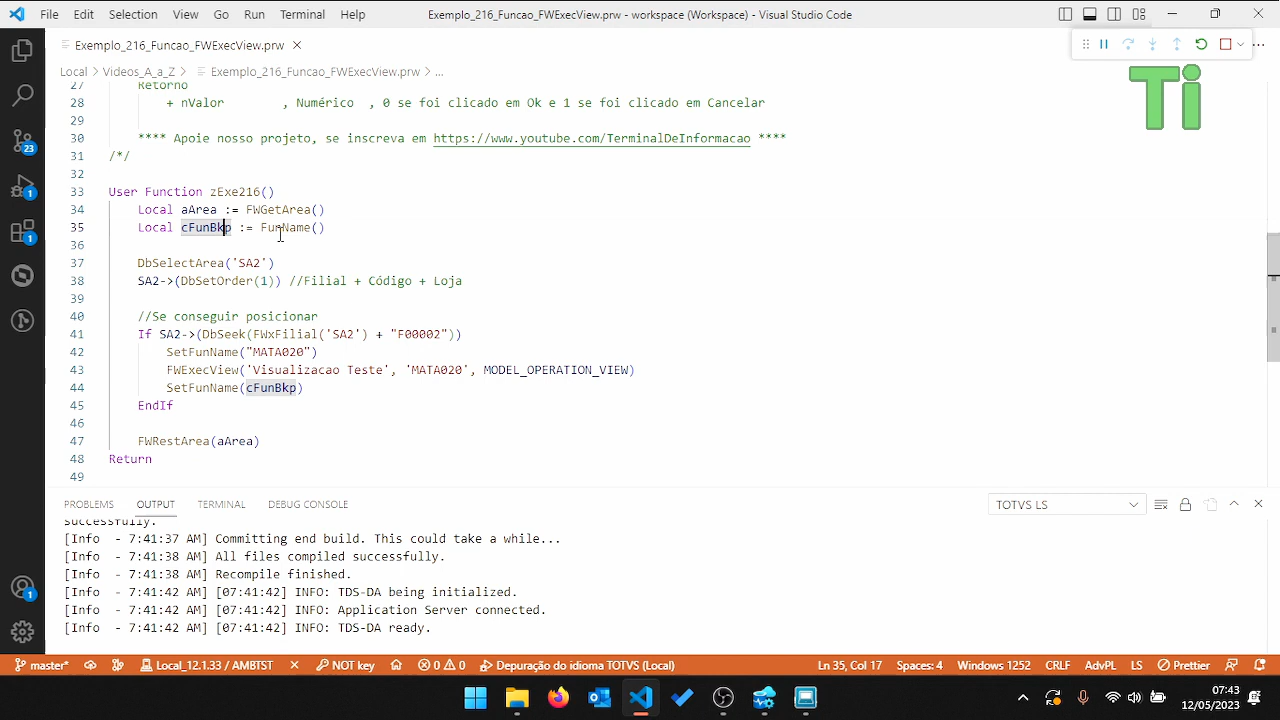 File Edit Selection View Go Run Terminal Help Exemplo_216_Funcao_FWExecView.prw - workspace (Workspace) - Visual Studio Code
Exemplo_216_Funcao_FWExecView.prw
Local > Videos_A_a_Z > Exemplo_216_Funcao_FWExecView.prw > ...
Ti
27 Retorno
28 + nValor , Numérico , 0 se foi clicado em Ok e 1 se foi clicado em Cancelar
29
30 **** Apoie nosso projeto, se inscreva em https://www.youtube.com/TerminalDeInformacao ****
31 /*/
32
33 User Function zExe216()
34 Local aArea := FWGetArea()
35 Local cFunBkp := FunName()
36
37 DbSelectArea('SA2')
38 SA2->(DbSetOrder(1)) //Filial + Código + Loja
39
40 //Se conseguir posicionar
41 If SA2->(DbSeek(FWxFilial('SA2') + "F00002"))
42 SetFunName("MATA020")
43 FWExecView('Visualizacao Teste', 'MATA020', MODEL_OPERATION_VIEW)
44 SetFunName(cFunBkp)
45 EndIf
46
47 FWRestArea(aArea)
48 Return
49
PROBLEMS OUTPUT TERMINAL DEBUG CONSOLE TOTVS LS
successfully.
[Info - 7:41:37 AM] Committing end build. This could take a while...
[Info - 7:41:38 AM] All files compiled successfully.
[Info - 7:41:38 AM] Recompile finished.
[Info - 7:41:42 AM] [07:41:42] INFO: TDS-DA being initialized.
[Info - 7:41:42 AM] [07:41:42] INFO: Application Server connected.
[Info - 7:41:42 AM] [07:41:42] INFO: TDS-DA ready.
23
1
1
1
master* Local_12.1.33 / AMBTST NOT key 0 0 Depuração do idioma TOTVS (Local) Ln 35, Col 17 Spaces: 4 Windows 1252 CRLF AdvPL LS Prettier
07:43
12/05/2023